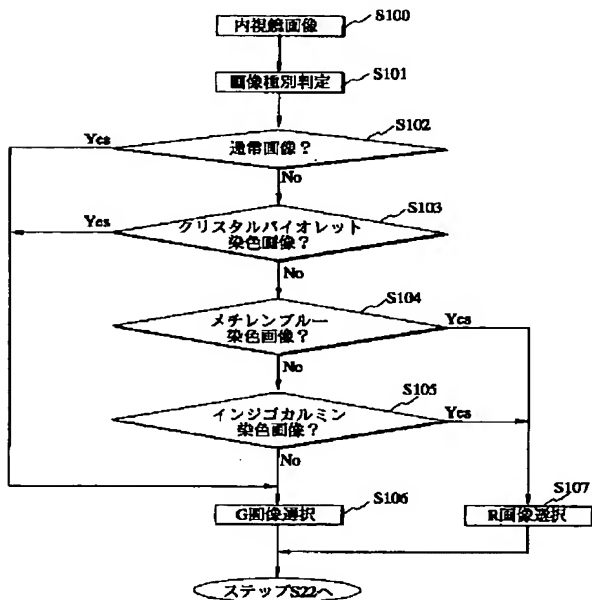 内視鏡画像
S100
画像種別判定
S101
通常画像？
S102
Yes
No
クリスタルバイオレット
染色画像？
S103
Yes
No
メチレンブルー
染色画像？
S104
Yes
No
インジゴカルミン
染色画像？
S105
Yes
No
G画像選択
S106
R画像選択
S107
ステップS22へ